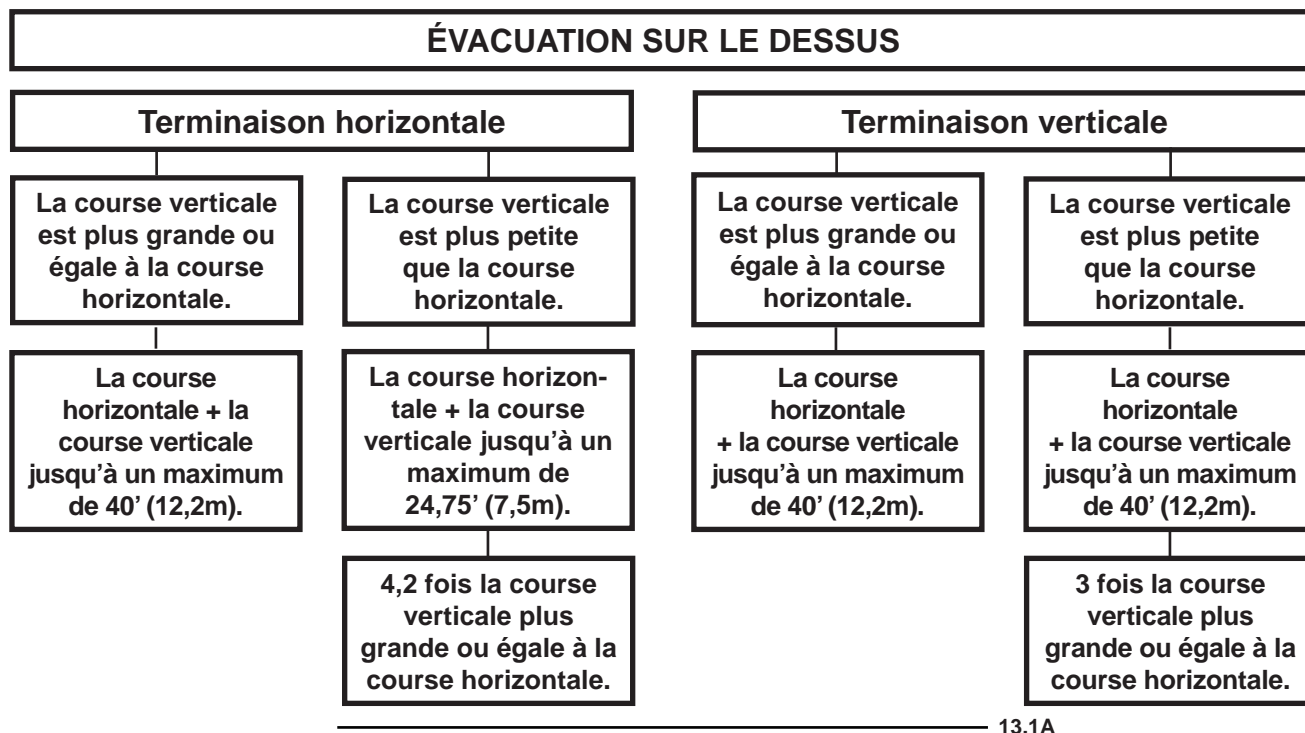 ÉVACUATION SUR LE DESSUS
Terminaison horizontale
La course verticale
est plus grande ou
égale à la course
horizontale.
La course
horizontale + la
course verticale
jusqu’à un maximum
de 40’ (12,2m).
La course verticale
est plus petite
que la course
horizontale.
La course horizon-
tale + la course
verticale jusqu’à un
maximum de
24,75’ (7,5m).
4,2 fois la course
verticale plus
grande ou égale à la
course horizontale.
Terminaison verticale
La course verticale
est plus grande ou
égale à la course
horizontale.
La course
horizontale
+ la course verticale
jusqu’à un maximum
de 40’ (12,2m).
La course verticale
est plus petite
que la course
horizontale.
La course
horizontale
+ la course verticale
jusqu’à un maximum
de 40’ (12,2m).
3 fois la course
verticale plus
grande ou égale à la
course horizontale.
13.1A